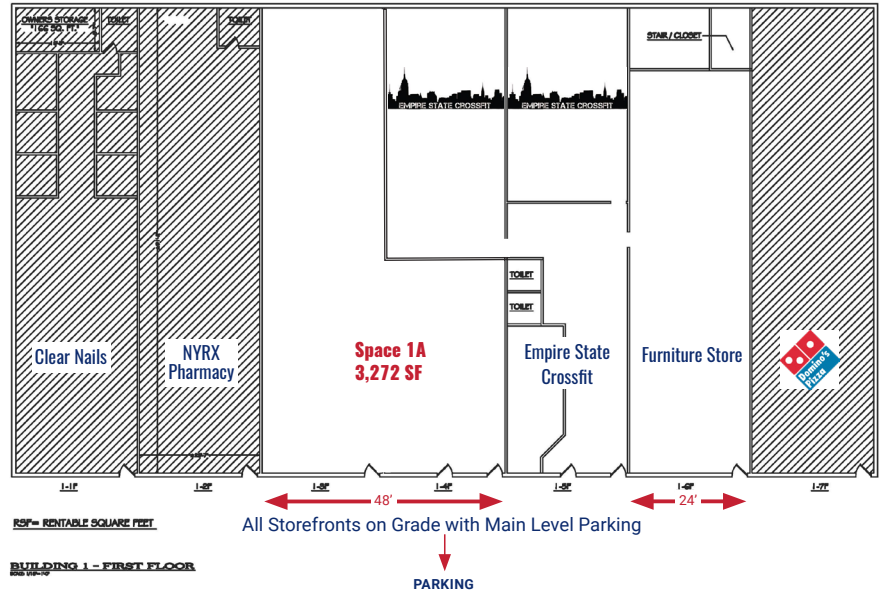 OWNERS STORAGE
"166 SQ. FT."
TOILET
TOILET
STAIR / CLOSET
EMPIRE STATE CROSSFIT
EMPIRE STATE CROSSFIT
TOILET
TOILET
Clear Nails
NYRX
Pharmacy
Space 1A
3,272 SF
Empire State
Crossfit
Furniture Store
Domino's
Pizza
1-1F
1-2F
1-3F
1-4F
1-5F
1-6F
1-7F
48'
24'
RSF= RENTABLE SQUARE FEET
All Storefronts on Grade with Main Level Parking
BUILDING 1 - FIRST FLOOR
PARKING